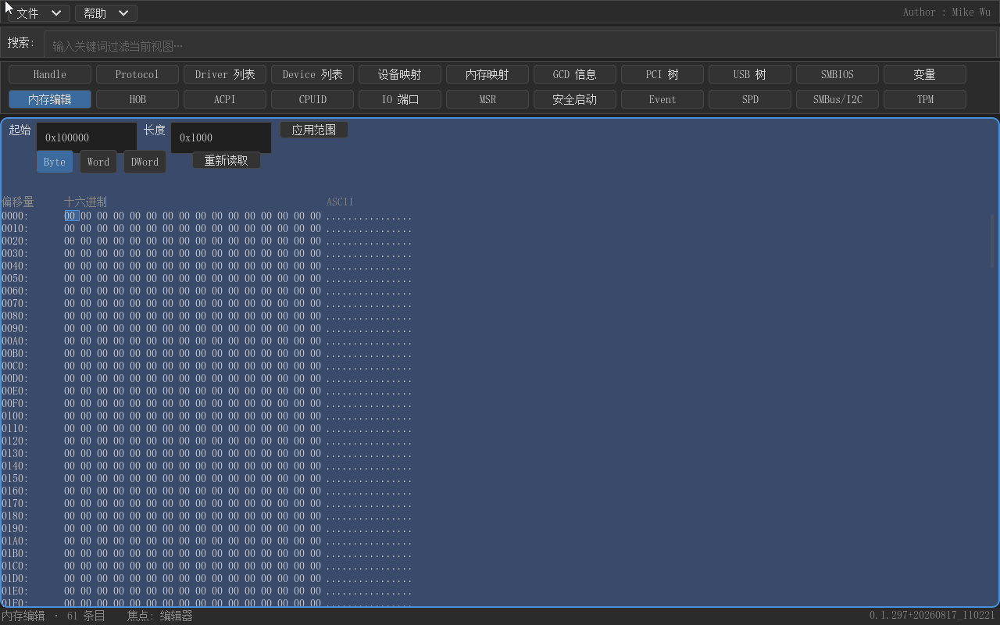 文件 帮助 Author : Mike Wu
搜索: 输入关键词过滤当前视图…
Handle Protocol Driver 列表 Device 列表 设备映射 内存映射 GCD 信息 PCI 树 USB 树 SMBIOS 变量
内存编辑 HOB ACPI CPUID IO 端口 MSR 安全启动 Event SPD SMBus/I2C TPM
起始 0x100000 长度 0x1000 应用范围
Byte Word DWord 重新读取
偏移量 十六进制 ASCII
0000: 00 00 00 00 00 00 00 00 00 00 00 00 00 00 00 00 ................
0010: 00 00 00 00 00 00 00 00 00 00 00 00 00 00 00 00 ................
0020: 00 00 00 00 00 00 00 00 00 00 00 00 00 00 00 00 ................
0030: 00 00 00 00 00 00 00 00 00 00 00 00 00 00 00 00 ................
0040: 00 00 00 00 00 00 00 00 00 00 00 00 00 00 00 00 ................
0050: 00 00 00 00 00 00 00 00 00 00 00 00 00 00 00 00 ................
0060: 00 00 00 00 00 00 00 00 00 00 00 00 00 00 00 00 ................
0070: 00 00 00 00 00 00 00 00 00 00 00 00 00 00 00 00 ................
0080: 00 00 00 00 00 00 00 00 00 00 00 00 00 00 00 00 ................
0090: 00 00 00 00 00 00 00 00 00 00 00 00 00 00 00 00 ................
00A0: 00 00 00 00 00 00 00 00 00 00 00 00 00 00 00 00 ................
00B0: 00 00 00 00 00 00 00 00 00 00 00 00 00 00 00 00 ................
00C0: 00 00 00 00 00 00 00 00 00 00 00 00 00 00 00 00 ................
00D0: 00 00 00 00 00 00 00 00 00 00 00 00 00 00 00 00 ................
00E0: 00 00 00 00 00 00 00 00 00 00 00 00 00 00 00 00 ................
00F0: 00 00 00 00 00 00 00 00 00 00 00 00 00 00 00 00 ................
0100: 00 00 00 00 00 00 00 00 00 00 00 00 00 00 00 00 ................
0110: 00 00 00 00 00 00 00 00 00 00 00 00 00 00 00 00 ................
0120: 00 00 00 00 00 00 00 00 00 00 00 00 00 00 00 00 ................
0130: 00 00 00 00 00 00 00 00 00 00 00 00 00 00 00 00 ................
0140: 00 00 00 00 00 00 00 00 00 00 00 00 00 00 00 00 ................
0150: 00 00 00 00 00 00 00 00 00 00 00 00 00 00 00 00 ................
0160: 00 00 00 00 00 00 00 00 00 00 00 00 00 00 00 00 ................
0170: 00 00 00 00 00 00 00 00 00 00 00 00 00 00 00 00 ................
0180: 00 00 00 00 00 00 00 00 00 00 00 00 00 00 00 00 ................
0190: 00 00 00 00 00 00 00 00 00 00 00 00 00 00 00 00 ................
01A0: 00 00 00 00 00 00 00 00 00 00 00 00 00 00 00 00 ................
01B0: 00 00 00 00 00 00 00 00 00 00 00 00 00 00 00 00 ................
01C0: 00 00 00 00 00 00 00 00 00 00 00 00 00 00 00 00 ................
01D0: 00 00 00 00 00 00 00 00 00 00 00 00 00 00 00 00 ................
01E0: 00 00 00 00 00 00 00 00 00 00 00 00 00 00 00 00 ................
01F0: 00 00 00 00 00 00 00 00 00 00 00 00 00 00 00 00 ................
内存编辑 · 61 条目 焦点: 编辑器 0.1.297+20260817_110221